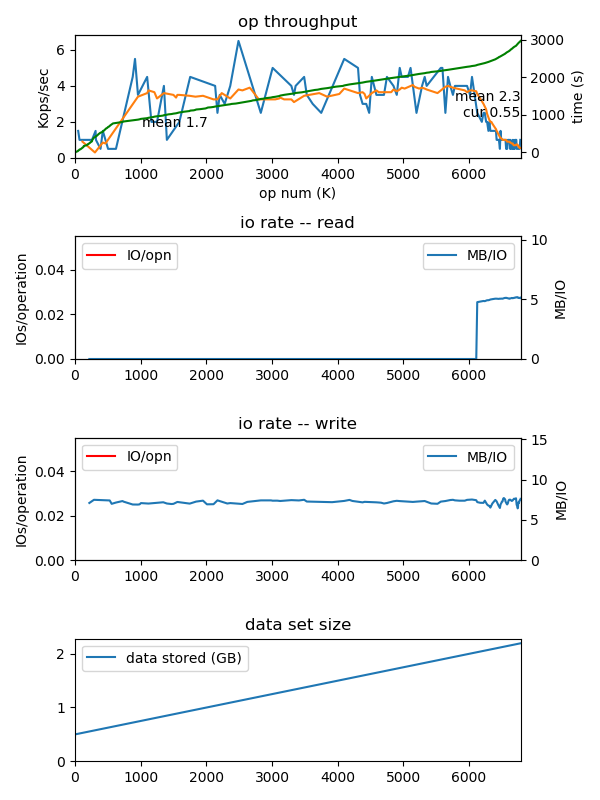 op throughput
Kops/sec
6
4
2
0
3000
2000
1000
0
time (s)
mean 1.7
mean 2.3
cur 0.55
0 1000 2000 3000 4000 5000 6000
op num (K)
io rate -- read
IOs/operation
0.04
0.02
0.00
IO/opn
MB/IO
10
5
0
MB/IO
0 1000 2000 3000 4000 5000 6000
io rate -- write
IOs/operation
0.04
0.02
0.00
IO/opn
MB/IO
15
10
5
0
MB/IO
0 1000 2000 3000 4000 5000 6000
data set size
2
1
0
data stored (GB)
0 1000 2000 3000 4000 5000 6000